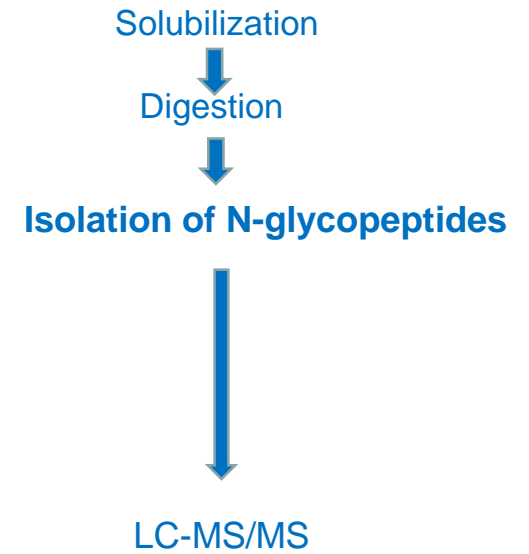 Solubilization
Digestion
Isolation of N-glycopeptides
LC-MS/MS